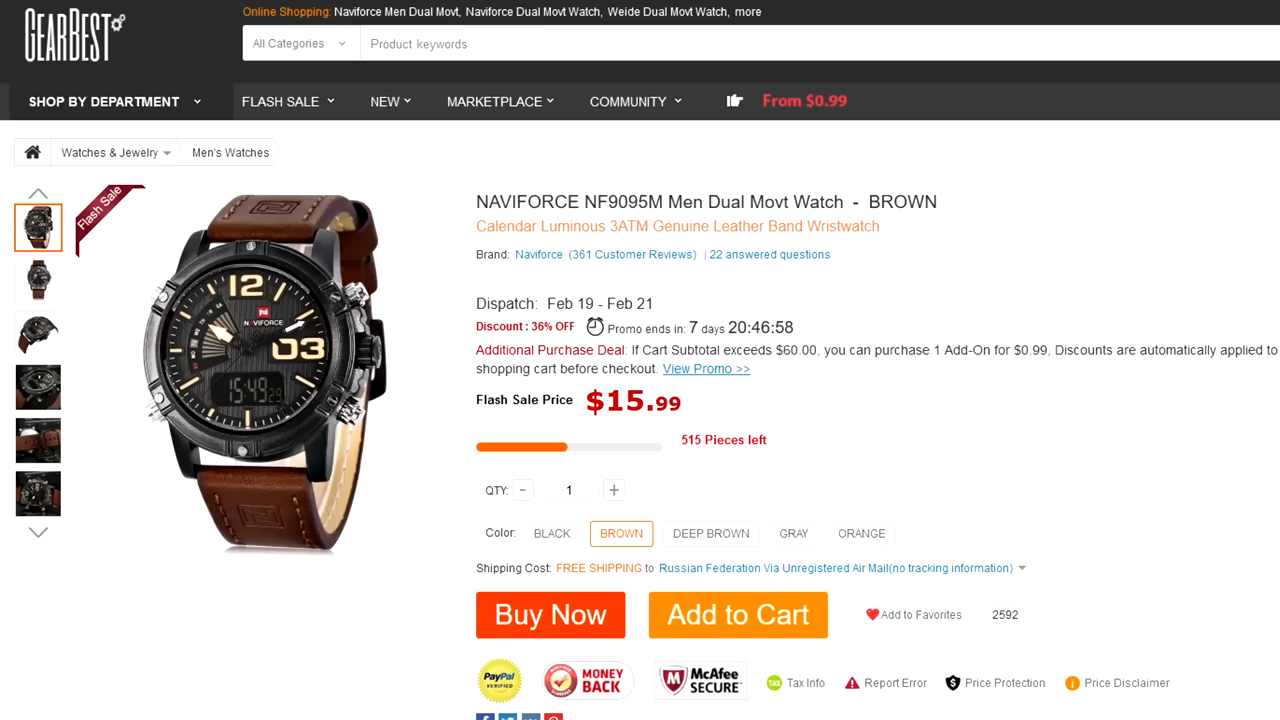 GEARBEST
Online Shopping: Naviforce Men Dual Movt, Naviforce Dual Movt Watch, Weide Dual Movt Watch, more
All Categories
Product keywords
SHOP BY DEPARTMENT
FLASH SALE
NEW
MARKETPLACE
COMMUNITY
From $0.99
Watches & Jewelry
Men's Watches
Flash Sale
12
NAVIFORCE
03
15:49 29
NAVIFORCE NF9095M Men Dual Movt Watch - BROWN
Calendar Luminous 3ATM Genuine Leather Band Wristwatch
Brand: Naviforce (361 Customer Reviews) | 22 answered questions
Dispatch: Feb 19 - Feb 21
Discount : 36% OFF Promo ends in: 7 days 20:46:58
Additional Purchase Deal: If Cart Subtotal exceeds $60.00, you can purchase 1 Add-On for $0.99, Discounts are automatically applied to
shopping cart before checkout. View Promo >>
Flash Sale Price $15.99
515 Pieces left
QTY: - 1 +
Color: BLACK BROWN DEEP BROWN GRAY ORANGE
Shipping Cost: FREE SHIPPING to Russian Federation Via Unregistered Air Mail(no tracking information)
Buy Now
Add to Cart
Add to Favorites
2592
PayPal
VERIFIED
MONEY
BACK
McAfee
SECURE
TAX
Tax Info
Report Error
Price Protection
Price Disclaimer